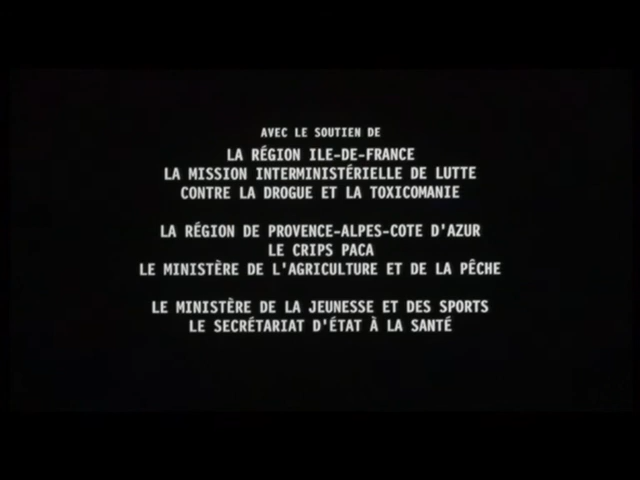 AVEC LE SOUTIEN DE
LA RÉGION ILE-DE-FRANCE
LA MISSION INTERMINISTÉRIELLE DE LUTTE
CONTRE LA DROGUE ET LA TOXICOMANIE
LA RÉGION DE PROVENCE-ALPES-COTE D'AZUR
LE CRIPS PACA
LE MINISTÈRE DE L'AGRICULTURE ET DE LA PÊCHE
LE MINISTÈRE DE LA JEUNESSE ET DES SPORTS
LE SECRÉTARIAT D'ÉTAT À LA SANTÉ